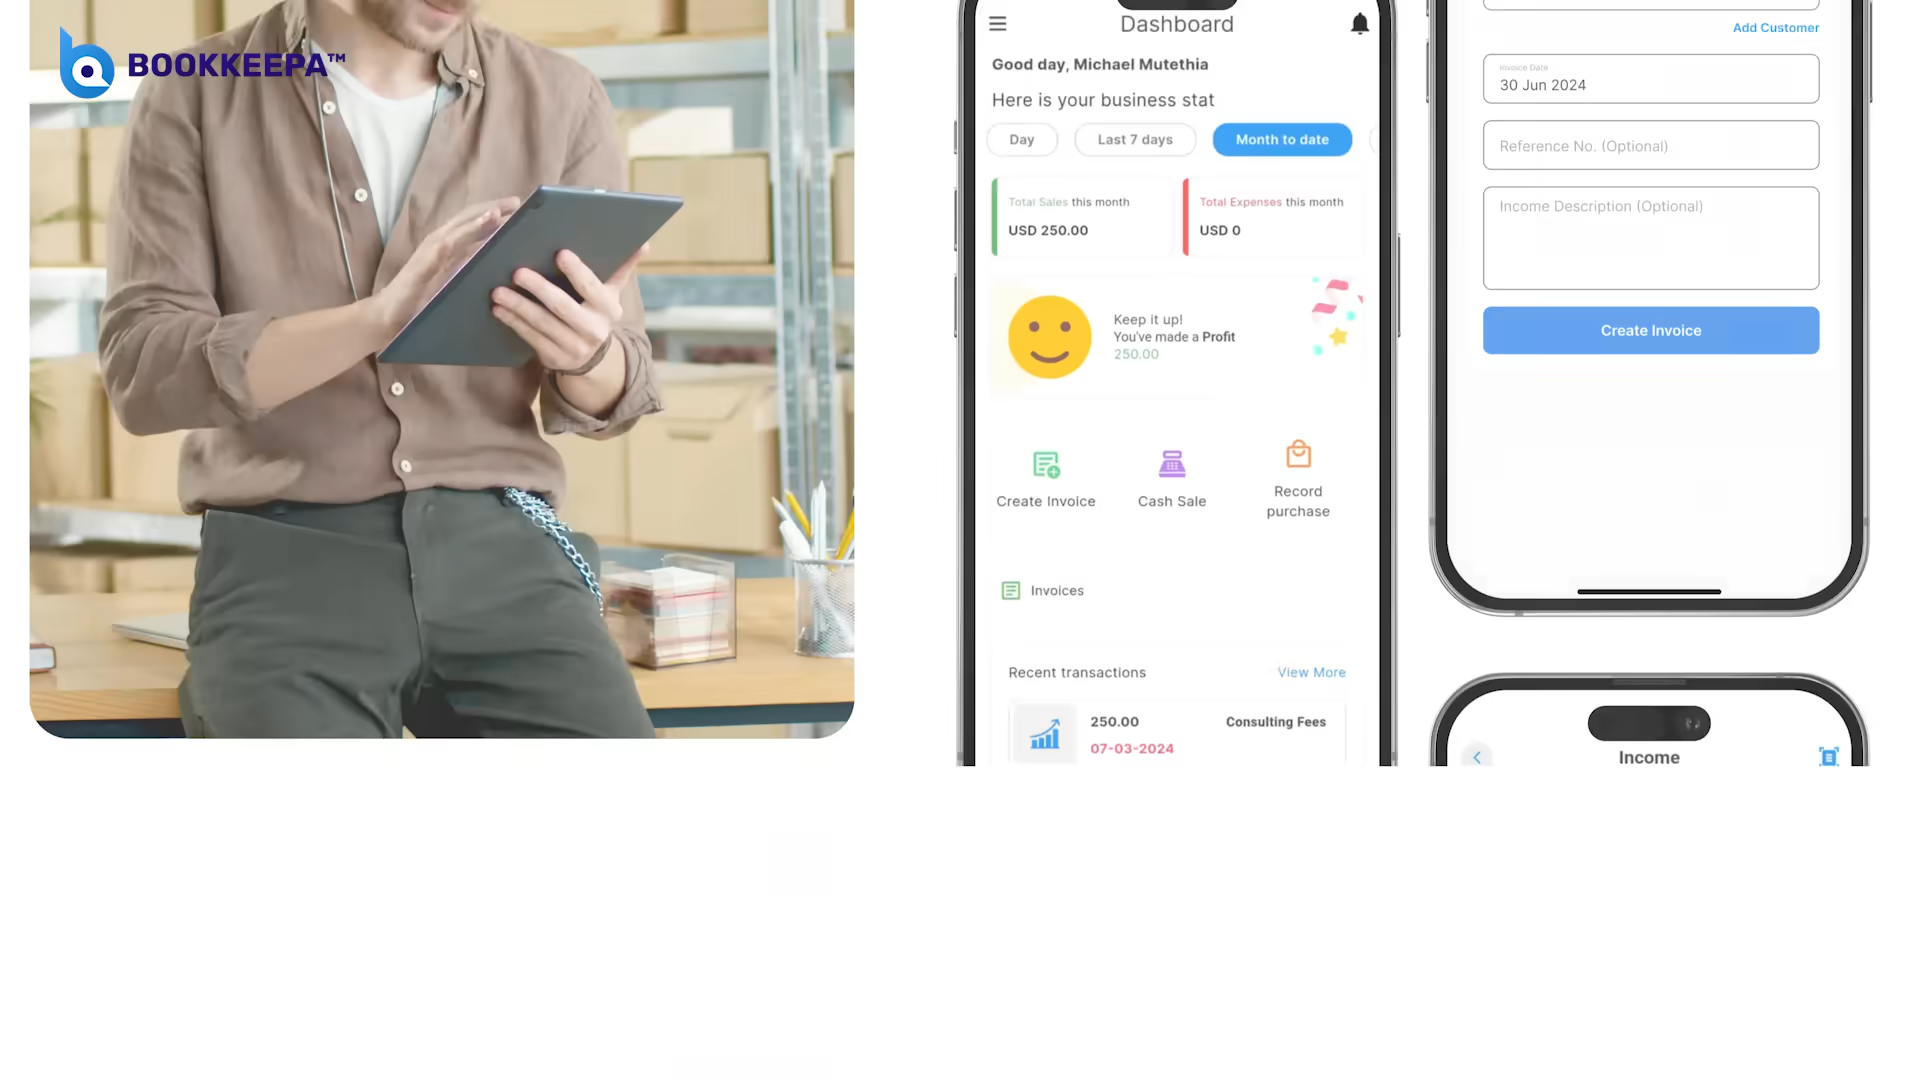 BOOKKEEPA™
Dashboard
Good day, Michael Mutethia
Here is your business stat
Day
Last 7 days
Month to date
Total Sales this month
USD 250.00
Total Expenses this month
USD 0
Keep it up!
You've made a Profit
250.00
Create Invoice
Cash Sale
Record
purchase
Invoices
Recent transactions
View More
250.00
Consulting Fees
07-03-2024
Add Customer
Invoice Date
30 Jun 2024
Reference No. (Optional)
Income Description (Optional)
Create Invoice
Income